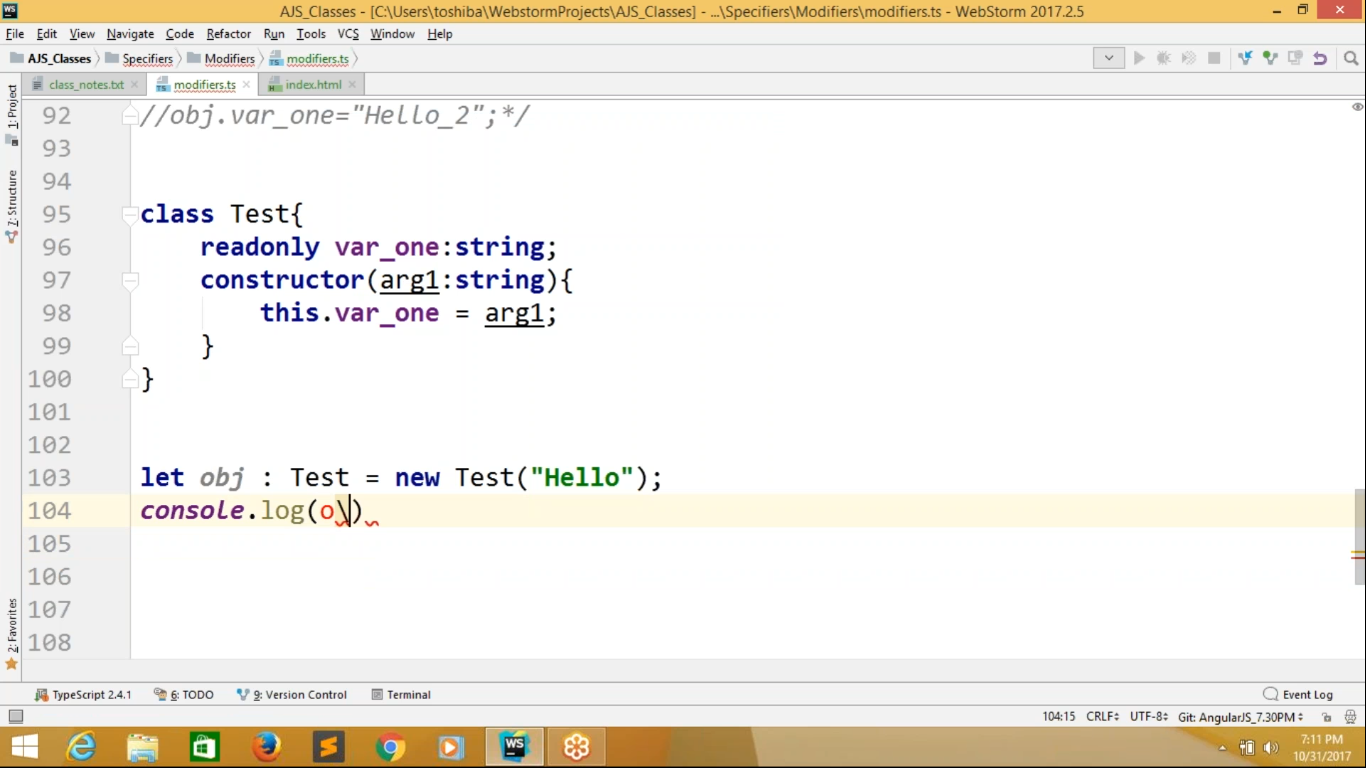 AJS_Classes - [C:\Users\toshiba\WebstormProjects\AJS_Classes] - ...\Specifiers\Modifiers\modifiers.ts - WebStorm 2017.2.5
File Edit View Navigate Code Refactor Run Tools VCS Window Help
AJS_Classes Specifiers Modifiers modifiers.ts
class_notes.txt modifiers.ts index.html
1: Project
7: Structure
2: Favorites
92 //obj.var_one="Hello_2";*/
93
94
95 class Test{
96 readonly var_one:string;
97 constructor(arg1:string){
98 this.var_one = arg1;
99 }
100 }
101
102
103 let obj : Test = new Test("Hello");
104 console.log(o\)
105
106
107
108
TypeScript 2.4.1 6: TODO 9: Version Control Terminal Event Log
104:15 CRLF UTF-8 Git: AngularJS_7.30PM
7:11 PM
10/31/2017